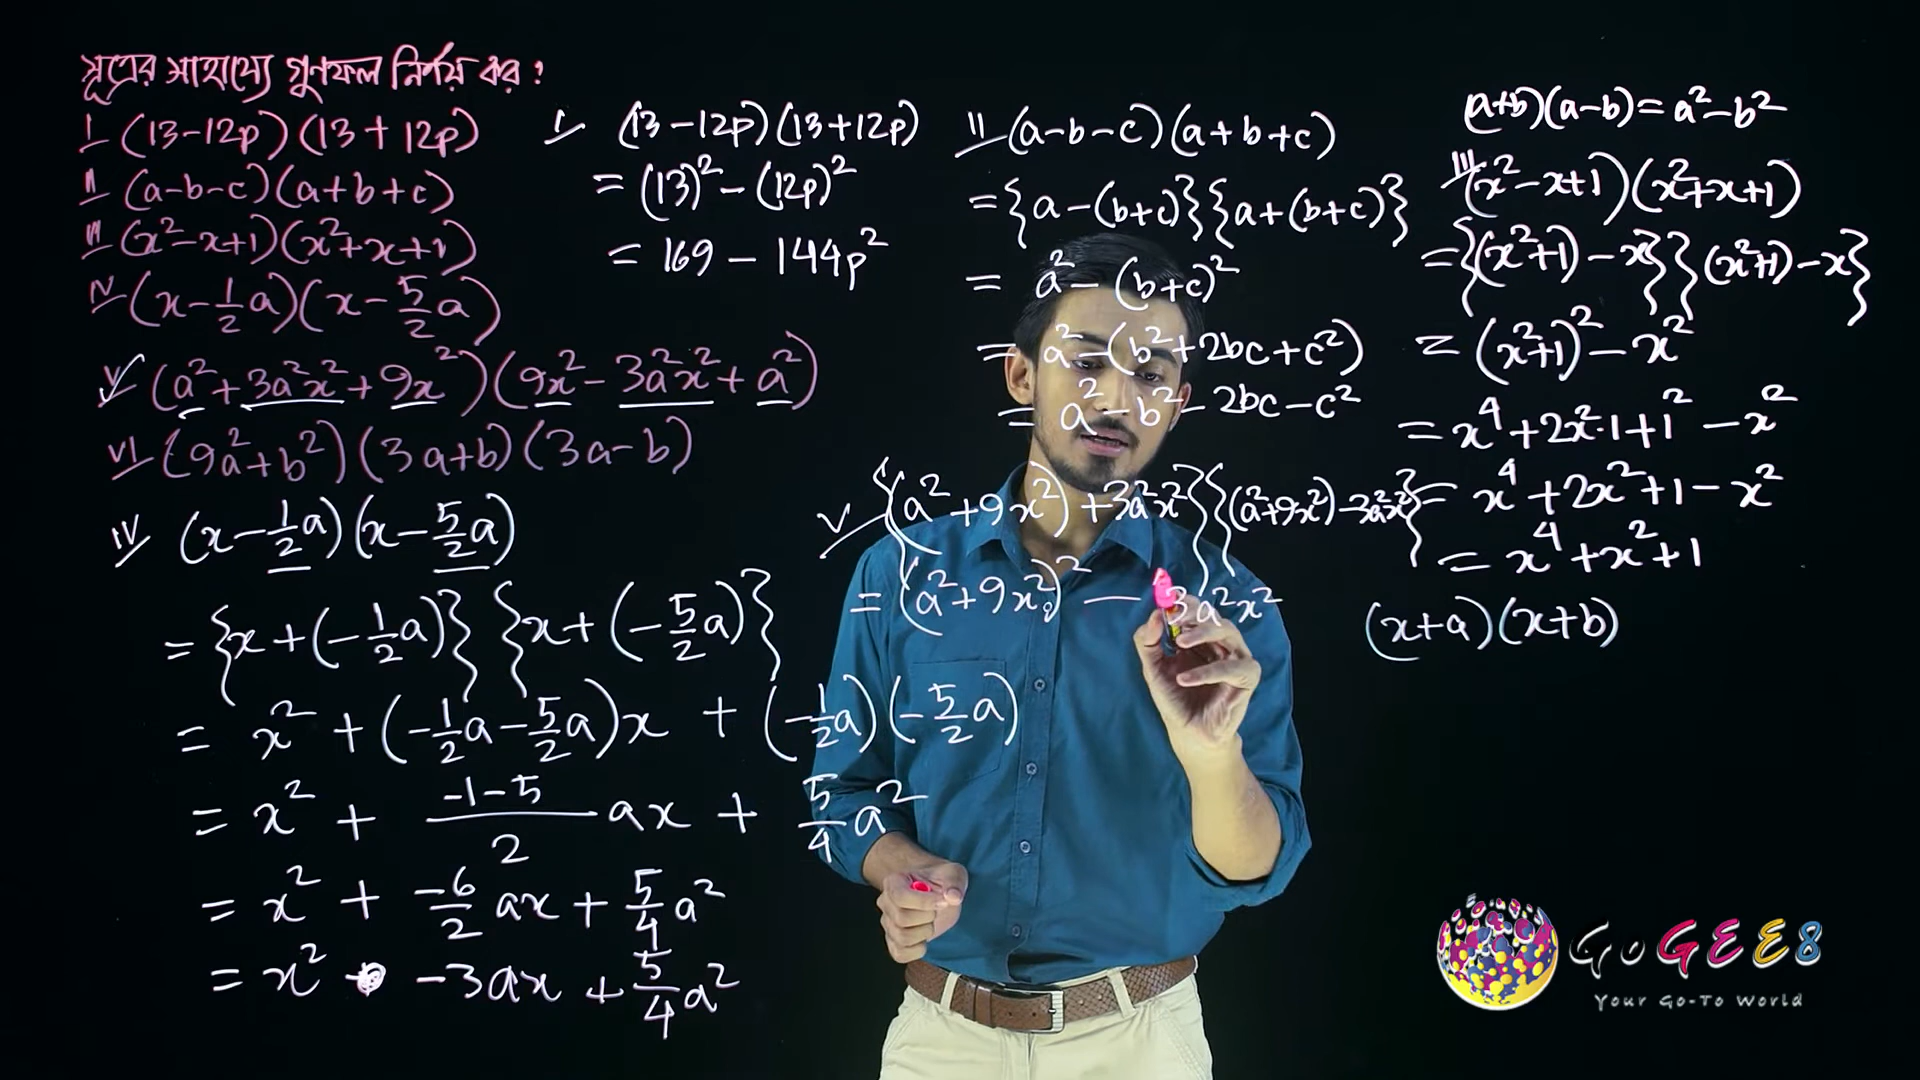 সূত্রের সাহায্যে গুণফল নির্ণয় কর ?
I (13-12p)(13+12p)
II (a-b-c)(a+b+c)
III (x²-x+1)(x²+x+1)
IV (x-1/2a)(x-5/2a)
V (a²+3a²x²+9x²)(9x²-3a²x²+a²)
VI (9a²+b²)(3a+b)(3a-b)
IV (x-1/2a)(x-5/2a)
={x+(-1/2a)}{x+(-5/2a)}
= x²+(-1/2a-5/2a)x + (-1/2a)(-5/2a)
= x² + (-1-5)/2 ax + 5/4a²
= x² + -6/2 ax + 5/4a²
= x² -3ax + 5/4a²
I (13-12p)(13+12p)
= (13)²-(12p)²
= 169 - 144p²
II (a-b-c)(a+b+c)
={a-(b+c)}{a+(b+c)}
= a²-(b+c)²
= a²-(b²+2bc+c²)
= a²-b²-2bc-c²
V {(a²+9x²)+3a²x²}{(a²+9x²)-3a²x²}
= (a²+9x²)² - 3a²x²
(a+b)(a-b)=a²-b²
III (x²-x+1)(x²+x+1)
={(x²+1)-x}}(x²+1)-x}
= (x²+1)²-x²
= x⁴+2x²·1+1²-x²
= x⁴+2x²+1-x²
= x⁴+x²+1
(x+a)(x+b)
GoGEE8
Your Go-To World